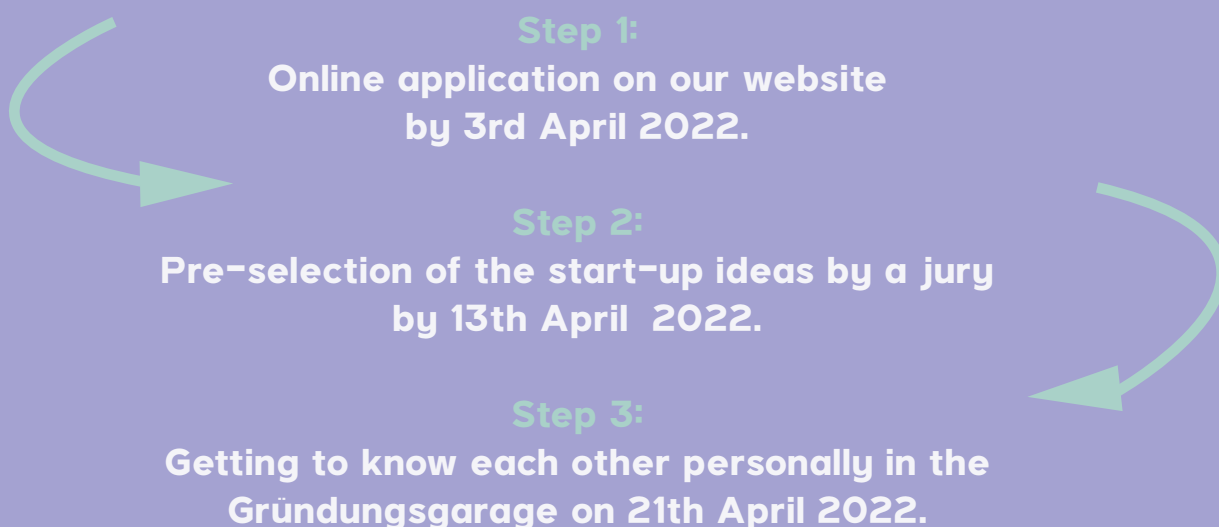 Step 1:
Online application on our website
by 3rd April 2022.
Step 2:
Pre-selection of the start-up ideas by a jury
by 13th April 2022.
Step 3:
Getting to know each other personally in the
Gründungsgarage on 21th April 2022.